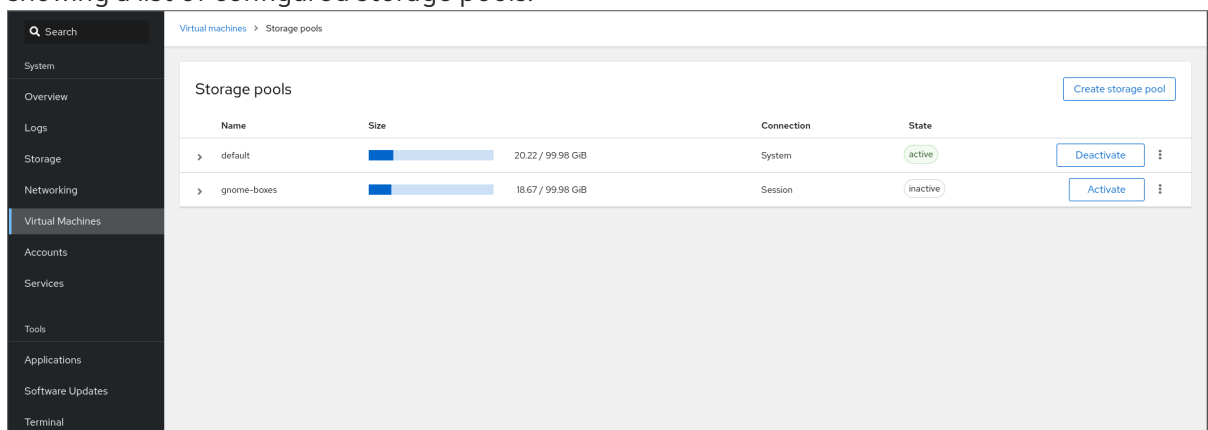 showing a list of configured storage pools.
Search
Virtual machines > Storage pools
System
Overview
Logs
Storage
Networking
Virtual Machines
Accounts
Services
Tools
Applications
Software Updates
Terminal
Storage pools
Create storage pool
Name Size Connection State
default 20.22 / 99.98 GiB System active Deactivate
gnome-boxes 18.67 / 99.98 GiB Session inactive Activate